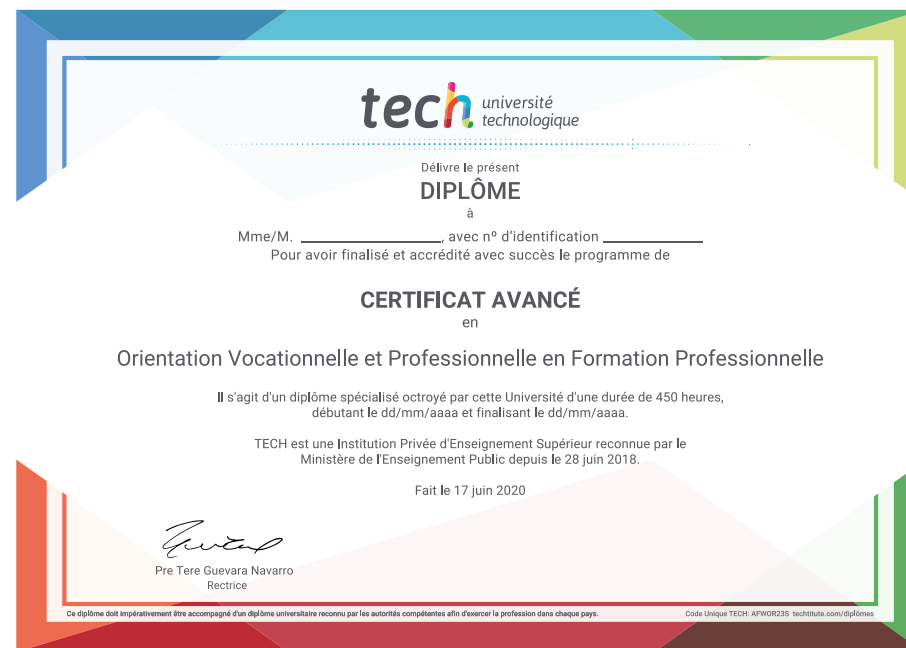 tech université
technologique
Délivre le présent
DIPLÔME
à
Mme/M. ____________________, avec nº d'identification ______________
Pour avoir finalisé et accrédité avec succès le programme de
CERTIFICAT AVANCÉ
en
Orientation Vocationnelle et Professionnelle en Formation Professionnelle
Il s'agit d'un diplôme spécialisé octroyé par cette Université d'une durée de 450 heures,
débutant le dd/mm/aaaa et finalisant le dd/mm/aaaa.
TECH est une Institution Privée d'Enseignement Supérieur reconnue par le
Ministère de l'Enseignement Public depuis le 28 juin 2018.
Fait le 17 juin 2020
Pre Tere Guevara Navarro
Rectrice
Ce diplôme doit impérativement être accompagné d'un diplôme universitaire reconnu par les autorités compétentes afin d'exercer la profession dans chaque pays.
Code Unique TECH: AFWOR23S techtitute.com/diplômes